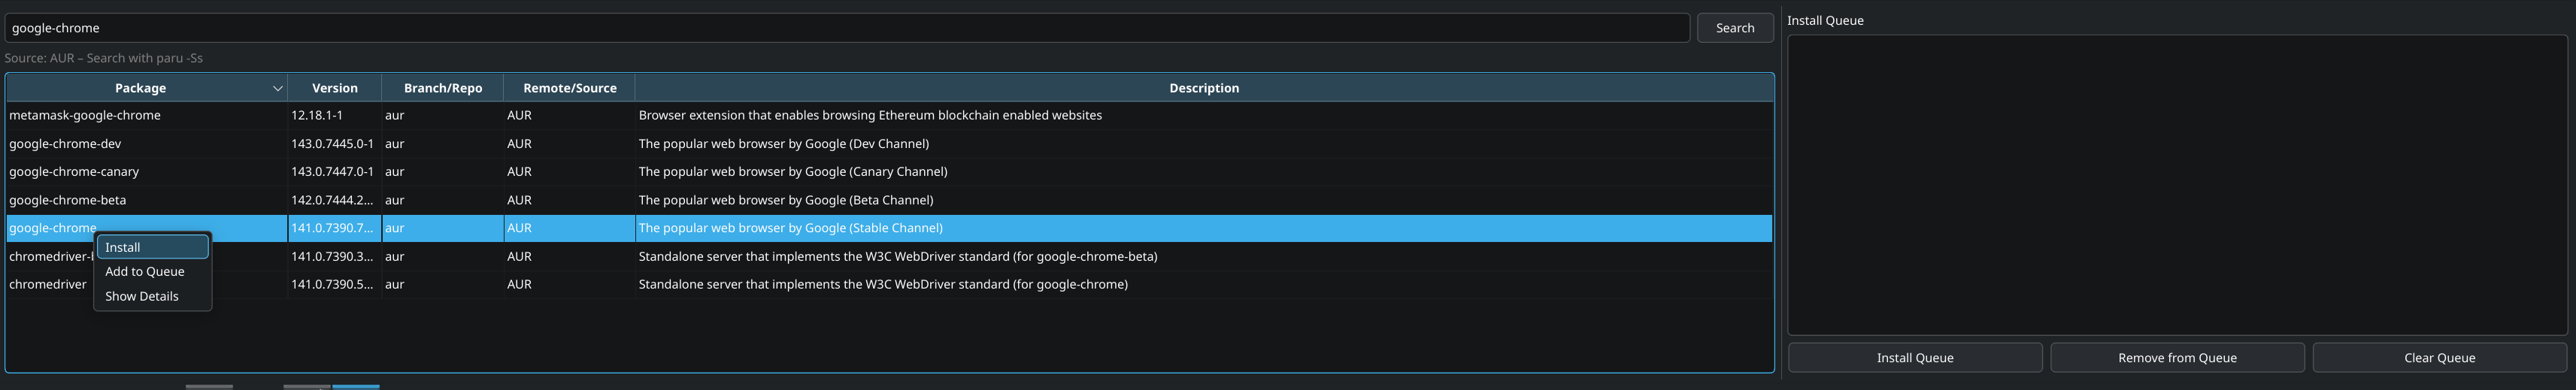 google-chrome
Search
Install Queue
Source: AUR – Search with paru -Ss
Package Version Branch/Repo Remote/Source Description
metamask-google-chrome 12.18.1-1 aur AUR Browser extension that enables browsing Ethereum blockchain enabled websites
google-chrome-dev 143.0.7445.0-1 aur AUR The popular web browser by Google (Dev Channel)
google-chrome-canary 143.0.7447.0-1 aur AUR The popular web browser by Google (Canary Channel)
google-chrome-beta 142.0.7444.2... aur AUR The popular web browser by Google (Beta Channel)
google-chrome 141.0.7390.7... aur AUR The popular web browser by Google (Stable Channel)
chromedriver- 141.0.7390.3... aur AUR Standalone server that implements the W3C WebDriver standard (for google-chrome-beta)
chromedriver 141.0.7390.5... aur AUR Standalone server that implements the W3C WebDriver standard (for google-chrome)
Install
Add to Queue
Show Details
Install Queue
Remove from Queue
Clear Queue